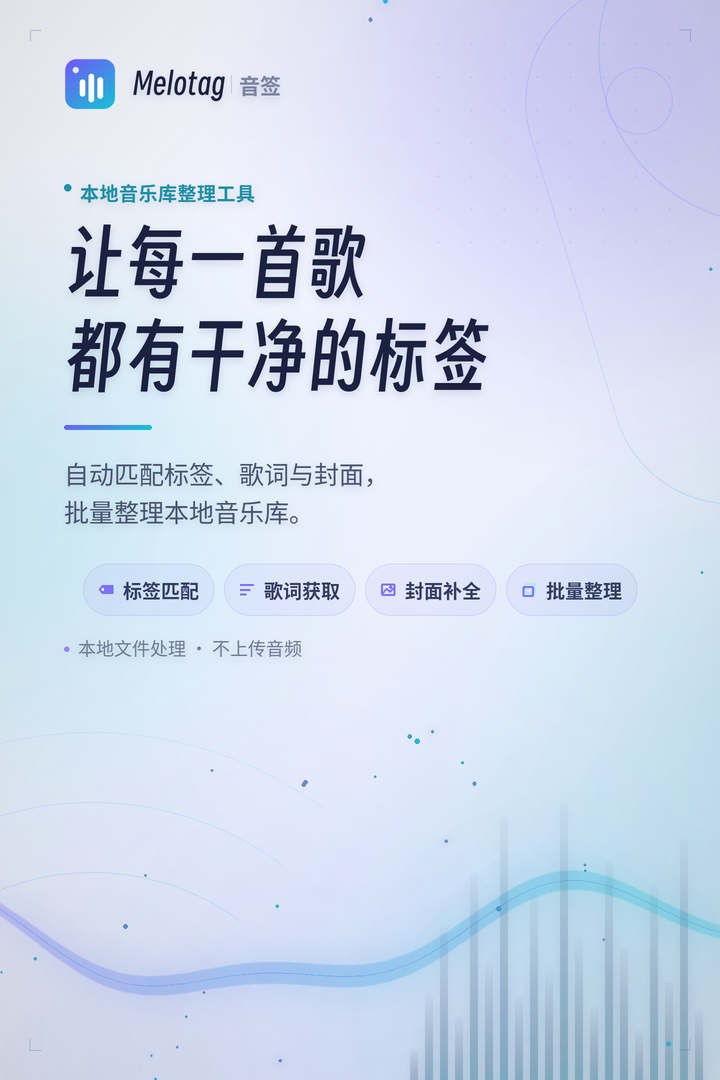 Melotag 音签
本地音乐库整理工具
让每一首歌
都有干净的标签
自动匹配标签、歌词与封面，
批量整理本地音乐库。
标签匹配 歌词获取 封面补全 批量整理
本地文件处理 • 不上传音频